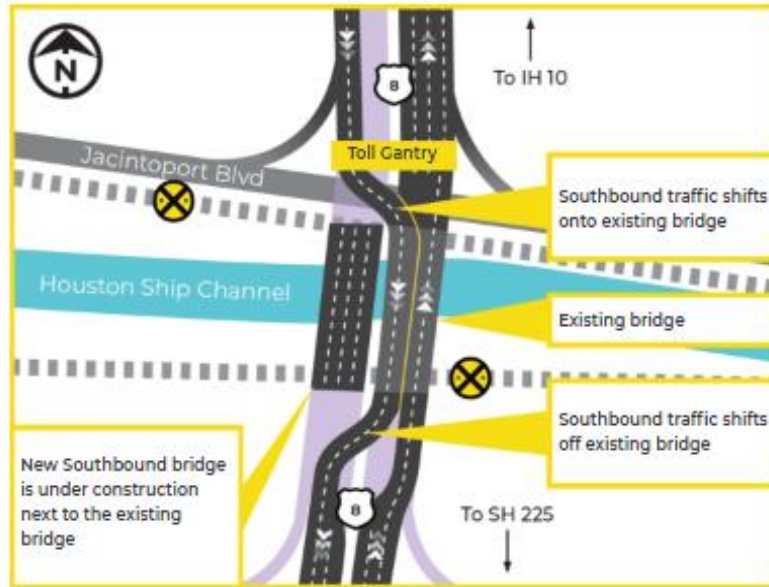 N
8
To IH 10
Toll Gantry
Jacintoport Blvd
Southbound traffic shifts
onto existing bridge
Houston Ship Channel
Existing bridge
Southbound traffic shifts
off existing bridge
New Southbound bridge
is under construction
next to the existing
bridge
8
To SH 225